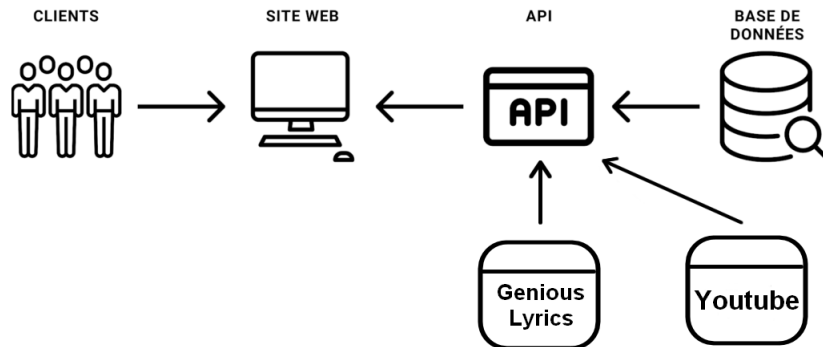 CLIENTS
SITE WEB
API
BASE DE
DONNÉES
API
Genious
Lyrics
Youtube